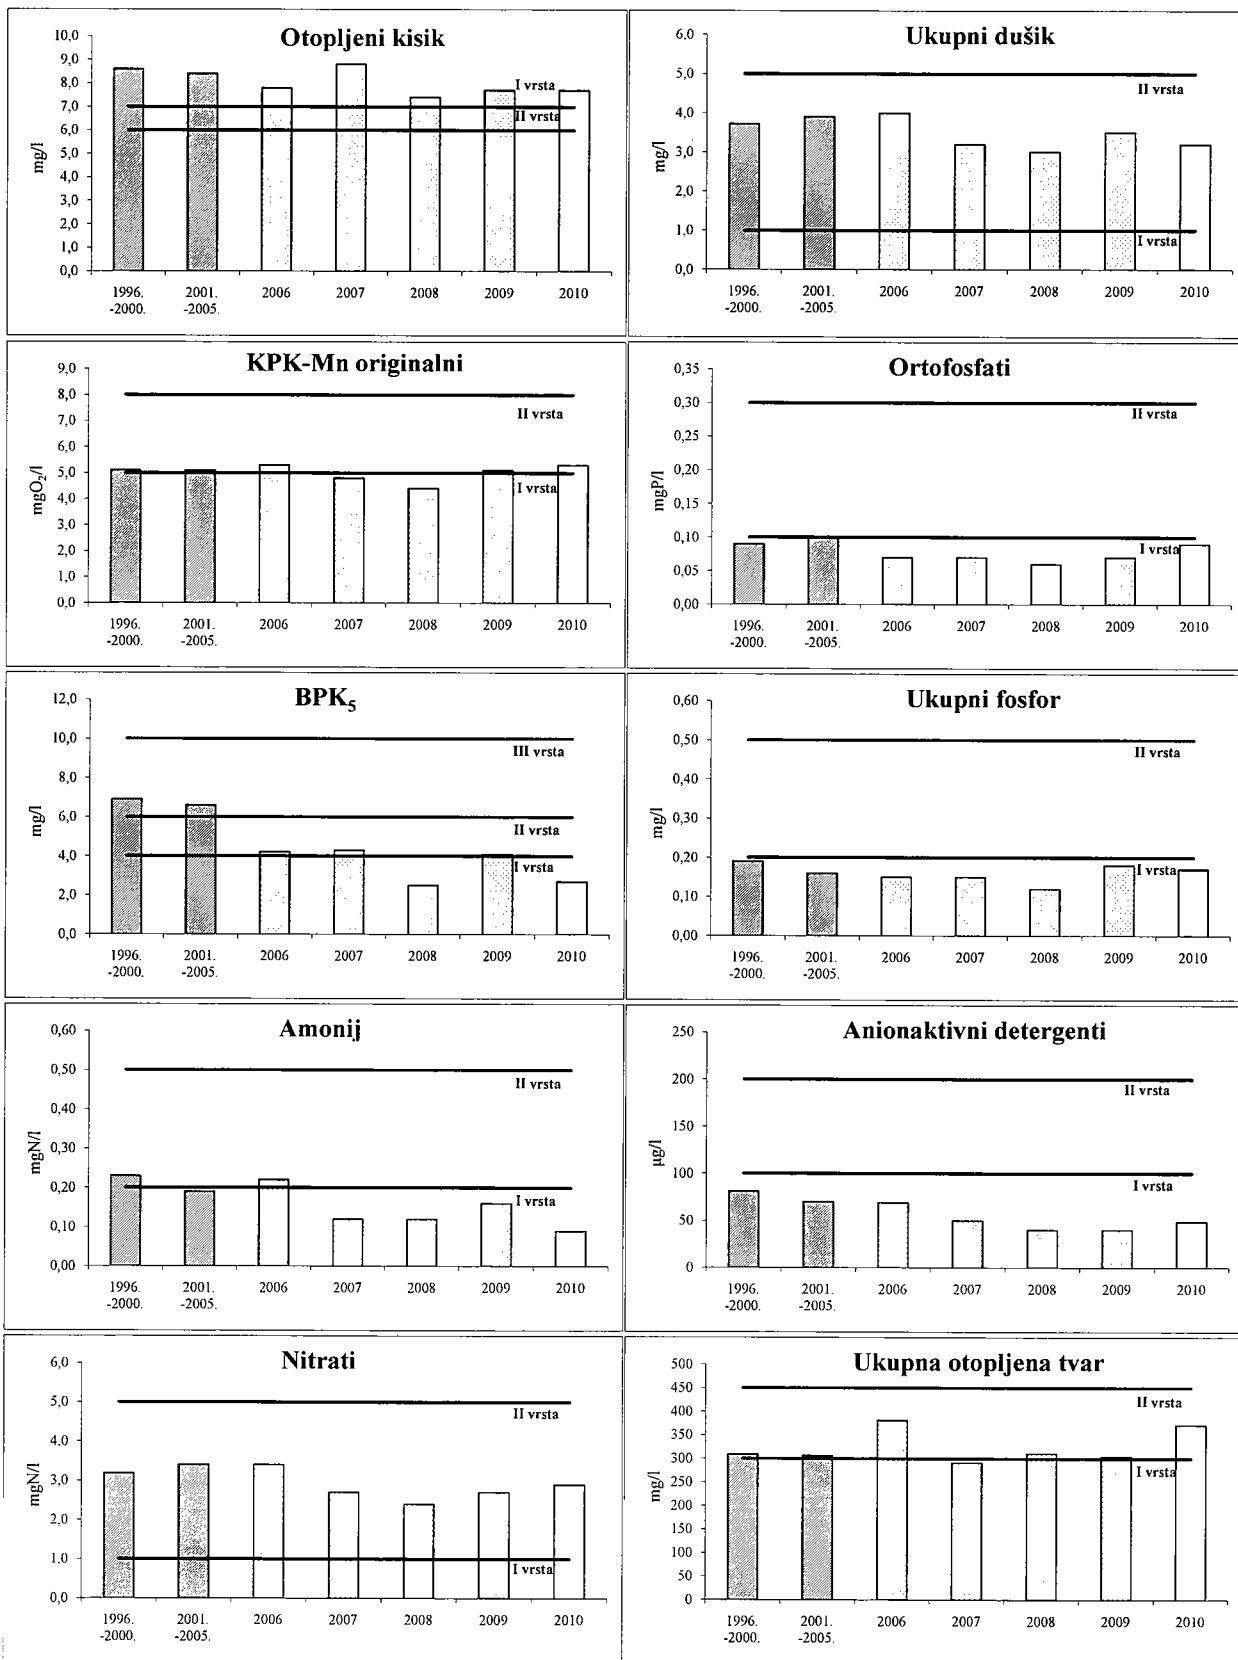 Otopljeni kisik
10,0
9,0
8,0
7,0
6,0
5,0
4,0
3,0
2,0
1,0
0,0
mg/l
I vrsta
II vrsta
1996. 2001. 2006 2007 2008 2009 2010
-2000. -2005.
Ukupni dušik
6,0
5,0
4,0
3,0
2,0
1,0
0,0
mg/l
II vrsta
I vrsta
1996. 2001. 2006 2007 2008 2009 2010
-2000. -2005.
KPK-Mn originalni
9,0
8,0
7,0
6,0
5,0
4,0
3,0
2,0
1,0
0,0
mgO₂/l
II vrsta
I vrsta
1996. 2001. 2006 2007 2008 2009 2010
-2000. -2005.
Ortofosfati
0,35
0,30
0,25
0,20
0,15
0,10
0,05
0,00
mgP/l
II vrsta
I vrsta
1996. 2001. 2006 2007 2008 2009 2010
-2000. -2005.
BPK₅
12,0
10,0
8,0
6,0
4,0
2,0
0,0
mg/l
III vrsta
II vrsta
I vrsta
1996. 2001. 2006 2007 2008 2009 2010
-2000. -2005.
Ukupni fosfor
0,60
0,50
0,40
0,30
0,20
0,10
0,00
mg/l
II vrsta
I vrsta
1996. 2001. 2006 2007 2008 2009 2010
-2000. -2005.
Amonij
0,60
0,50
0,40
0,30
0,20
0,10
0,00
mgN/l
II vrsta
I vrsta
1996. 2001. 2006 2007 2008 2009 2010
-2000. -2005.
Anionaktivni detergenti
250
200
150
100
50
0
µg/l
II vrsta
I vrsta
1996. 2001. 2006 2007 2008 2009 2010
-2000. -2005.
Nitrati
6,0
5,0
4,0
3,0
2,0
1,0
0,0
mgN/l
II vrsta
I vrsta
1996. 2001. 2006 2007 2008 2009 2010
-2000. -2005.
Ukupna otopljena tvar
500
450
400
350
300
250
200
150
100
50
0
mg/l
II vrsta
I vrsta
1996. 2001. 2006 2007 2008 2009 2010
-2000. -2005.